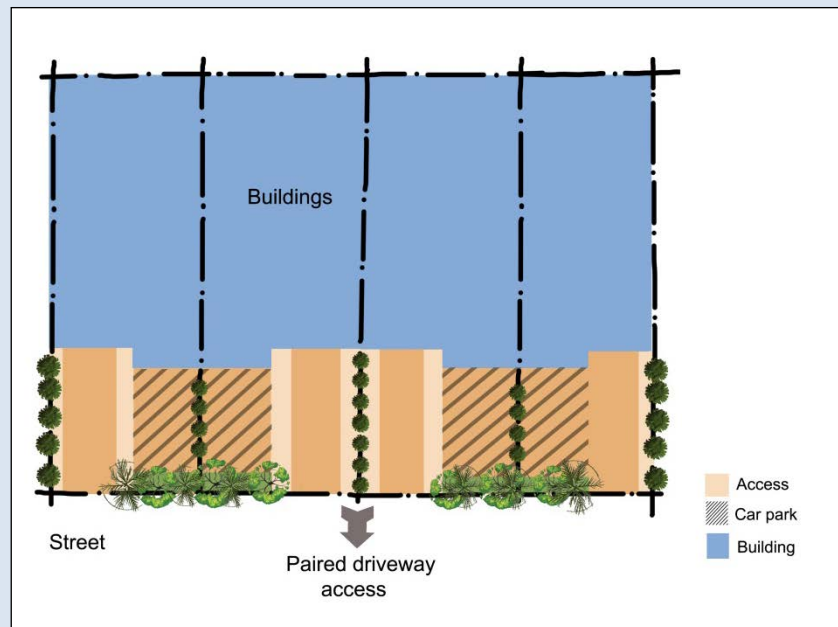 Buildings
Street
Paired driveway
access
Access
Car park
Building